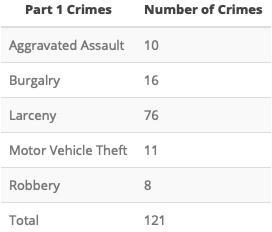 Part 1 Crimes Number of Crimes
Aggravated Assault 10
Burgalry 16
Larceny 76
Motor Vehicle Theft 11
Robbery 8
Total 121